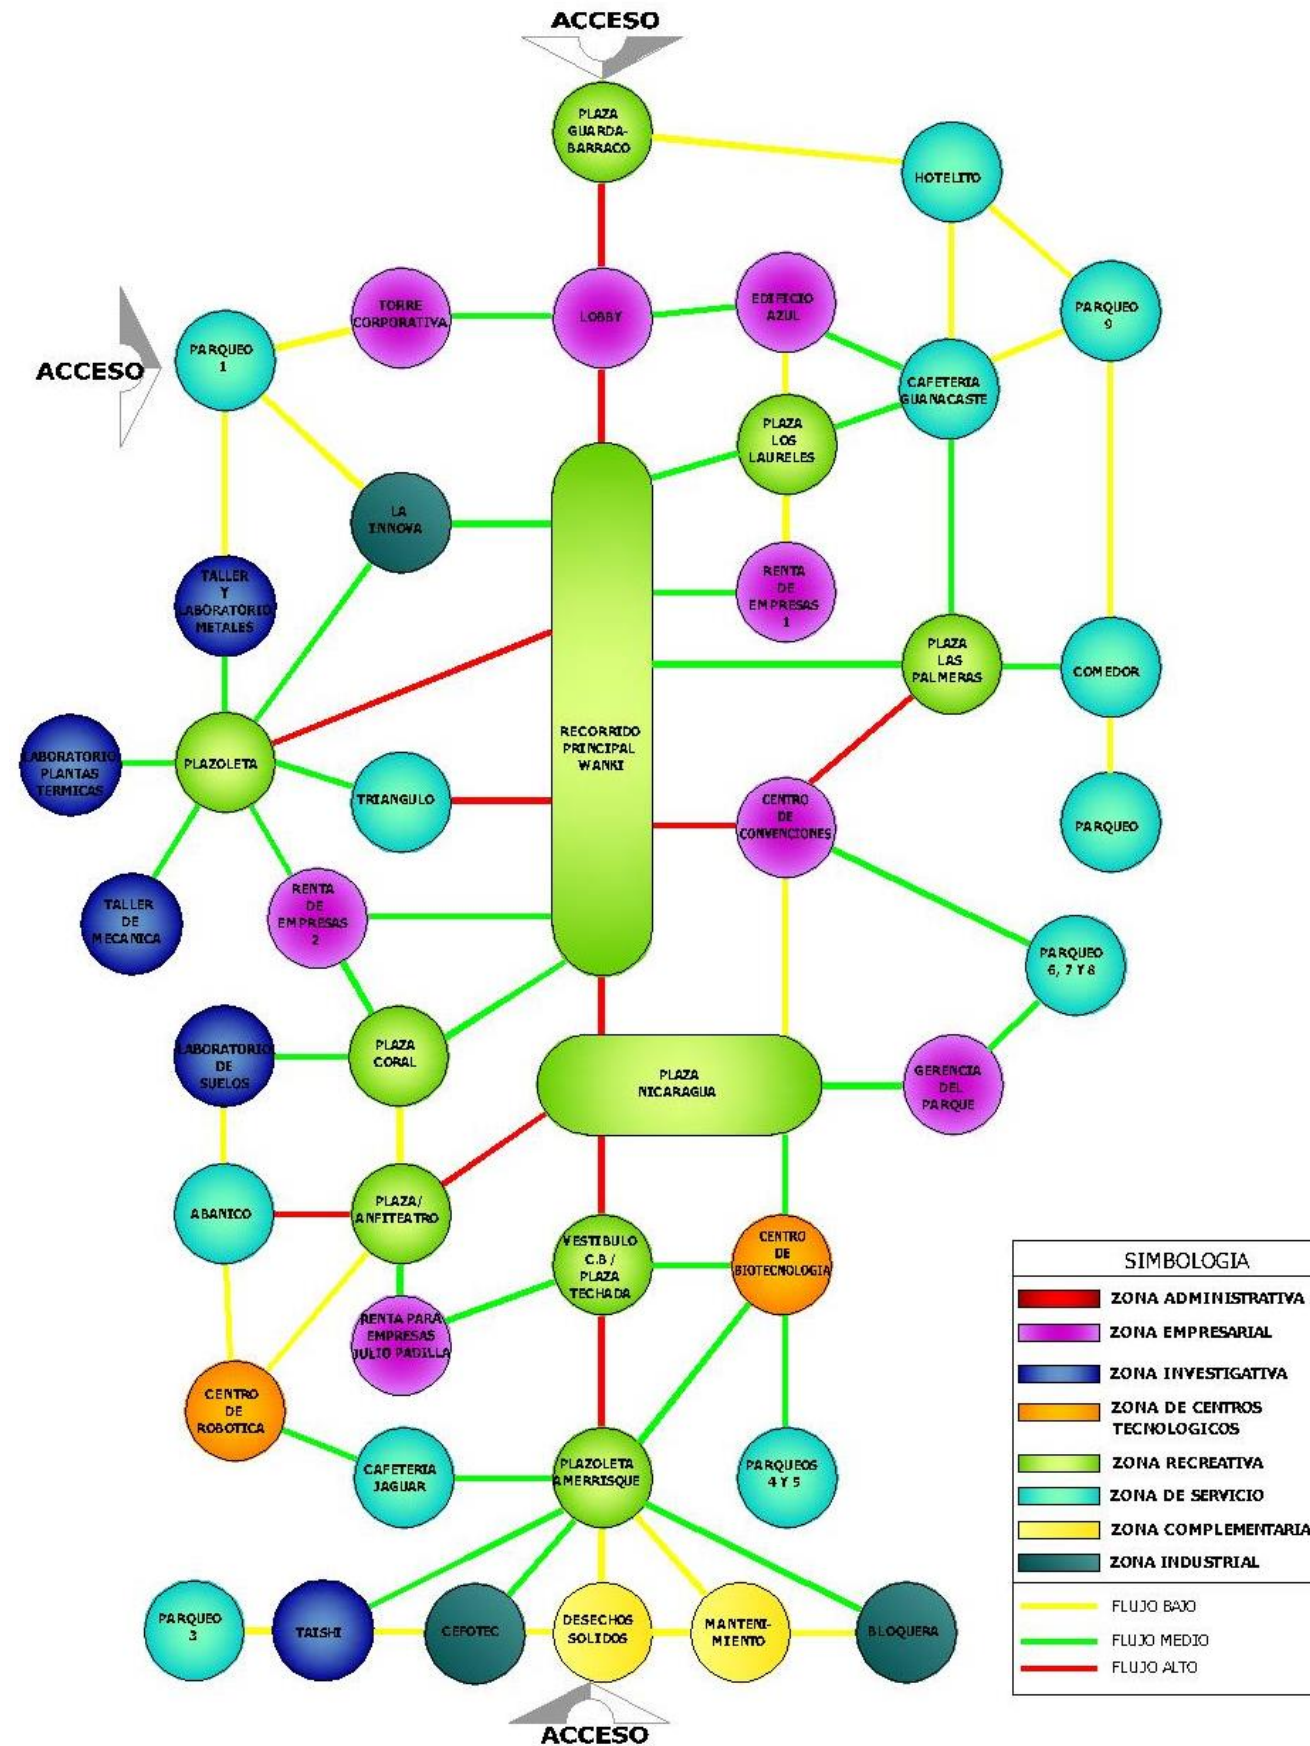 ACCESO
PLAZA
GUARDA-
BARRACO
HOTELITO
TORRE
CORPORATIVA
LOBBY
EDIFICIO
AZUL
PARQUEO
9
PARQUEO
1
ACCESO
CAFETERIA
GUANACASTE
PLAZA
LOS
LAURELES
LA
INNOVA
RENTA
DE
EMPRESAS
1
TALLER
Y
LABORATORIO
METALES
PLAZA
LAS
PALMERAS
COMEDOR
RECORRIDO
PRINCIPAL
WANKI
LABORATORIO
PLANTAS
TERMICAS
PLAZOLETA
TRIANGULO
CENTRO
DE
CONVENCIONES
PARQUEO
TALLER
DE
MECANICA
RENTA
DE
EMPRESAS
2
PARQUEO
6, 7 Y 8
LABORATORIO
DE
SUELOS
PLAZA
CORAL
PLAZA
NICARAGUA
GERENCIA
DEL
PARQUE
ABANICO
PLAZA/
ANFITEATRO
VESTIBULO
C.B /
PLAZA
TECHADA
CENTRO
DE
BIOTECNOLOGIA
RENTA PARA
EMPRESAS
JULIO PADILLA
CENTRO
DE
ROBOTICA
CAFETERIA
JAGUAR
PLAZOLETA
AMERRISQUE
PARQUEOS
4 Y 5
PARQUEO
3
TAISHI
CEFOTEC
DESECHOS
SOLIDOS
MANTENI-
MIENTO
BLOQUERA
ACCESO
SIMBOLOGIA
ZONA ADMINISTRATIVA
ZONA EMPRESARIAL
ZONA INVESTIGATIVA
ZONA DE CENTROS
TECNOLOGICOS
ZONA RECREATIVA
ZONA DE SERVICIO
ZONA COMPLEMENTARIA
ZONA INDUSTRIAL
FLUJO BAJO
FLUJO MEDIO
FLUJO ALTO